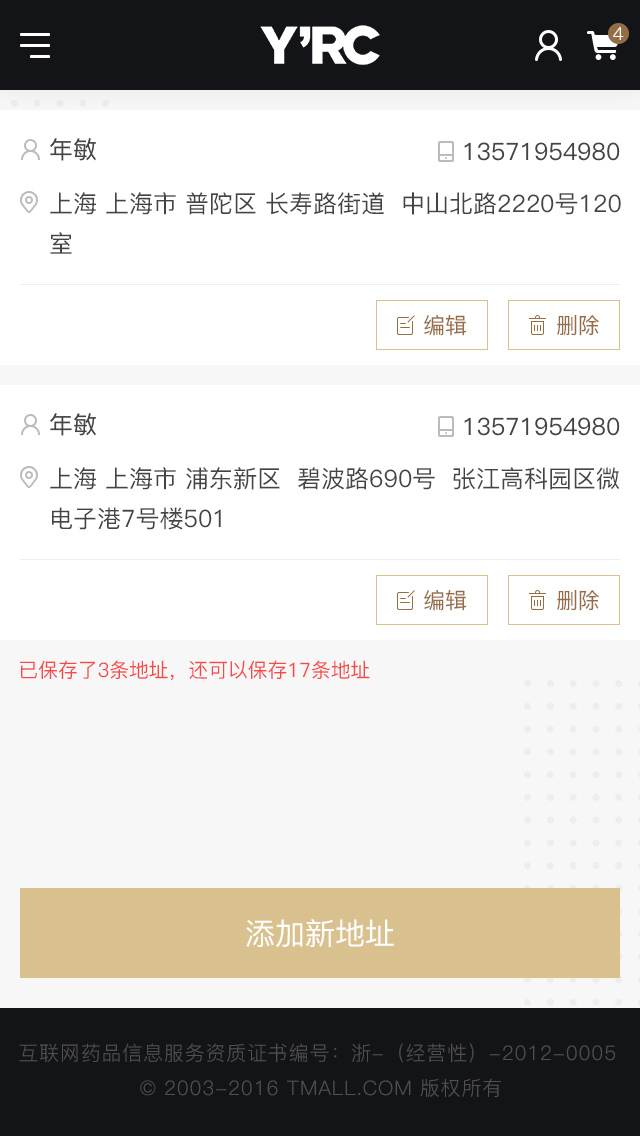 Y'RC
4
年敏
13571954980
上海 上海市 普陀区 长寿路街道 中山北路2220号120
室
编辑
删除
年敏
13571954980
上海 上海市 浦东新区 碧波路690号 张江高科园区微
电子港7号楼501
编辑
删除
已保存了3条地址，还可以保存17条地址
添加新地址
互联网药品信息服务资质证书编号：浙-（经营性）-2012-0005
© 2003-2016 TMALL.COM 版权所有